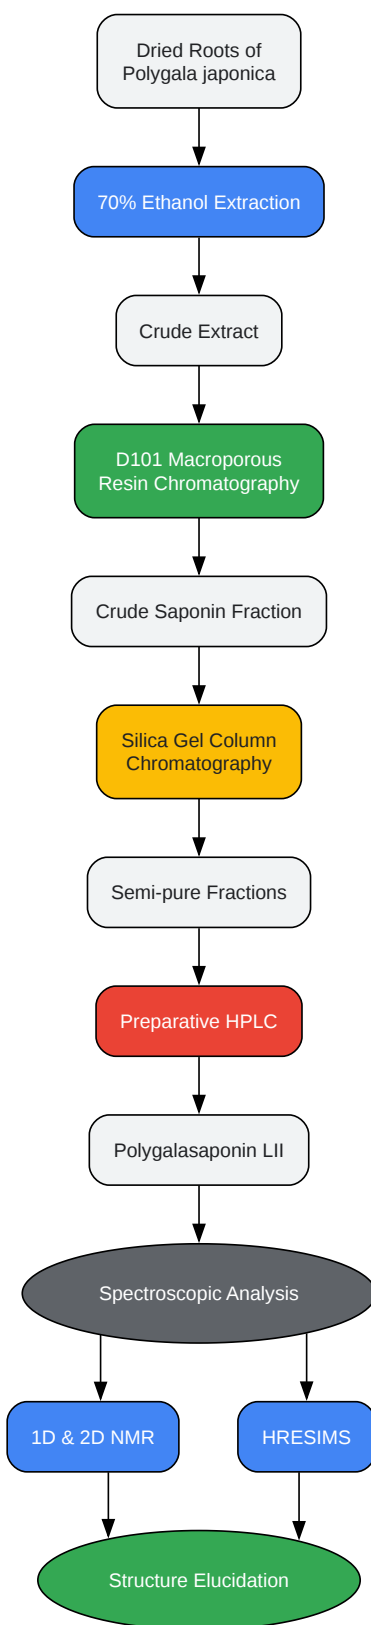 Dried Roots of
Polygala japonica
70% Ethanol Extraction
Crude Extract
D101 Macroporous
Resin Chromatography
Crude Saponin Fraction
Silica Gel Column
Chromatography
Semi-pure Fractions
Preparative HPLC
Polygalasaponin LII
Spectroscopic Analysis
1D & 2D NMR
HRESIMS
Structure Elucidation